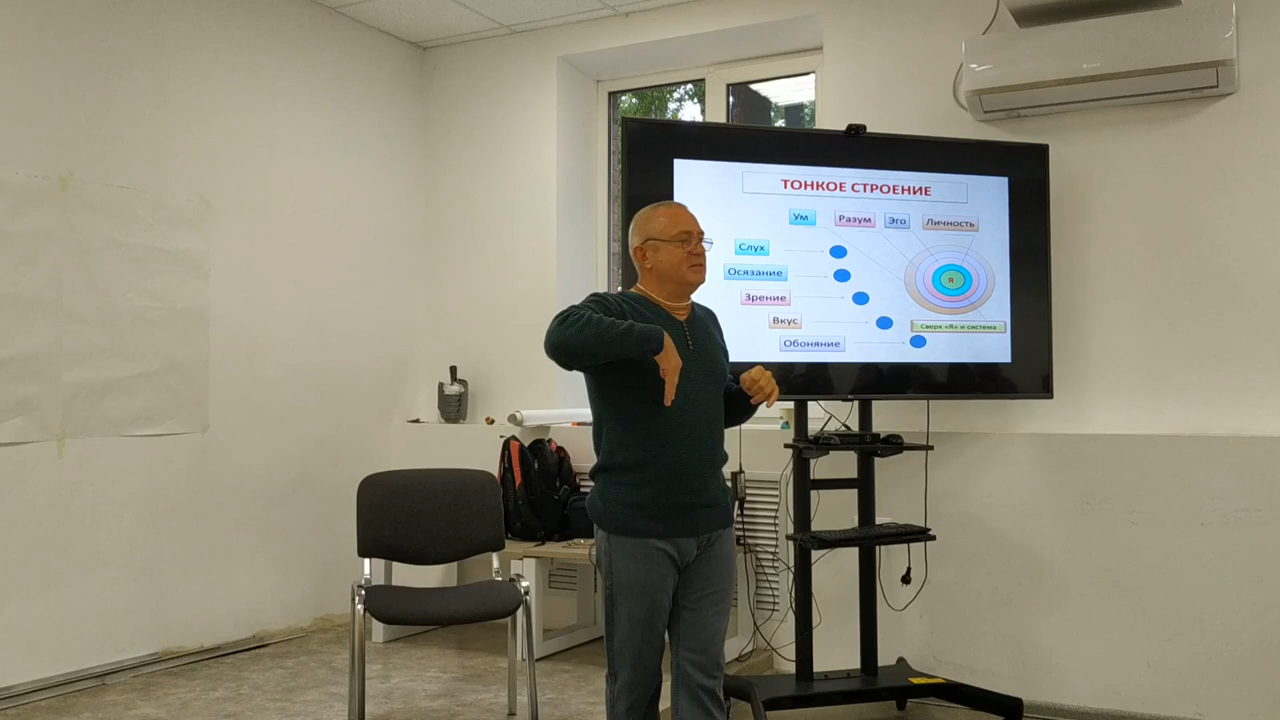 ТОНКОЕ СТРОЕНИЕ
Ум
Разум
Эго
Личность
Слух
Осязание
Зрение
Вкус
Обоняние
Я
Сверх «Я» и система